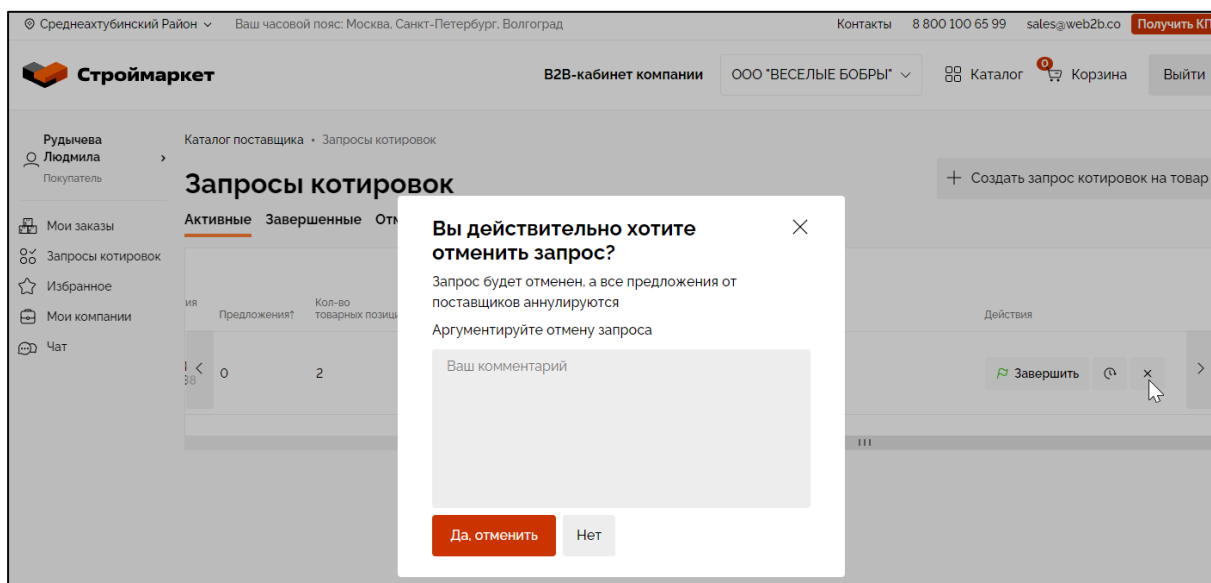 Среднеахтубинский Район
Ваш часовой пояс: Москва, Санкт-Петербург, Волгоград
Контакты
8 800 100 65 99
sales@web2b.co
Получить КП
Строймаркет
B2B-кабинет компании
ООО "ВЕСЕЛЫЕ БОБРЫ"
Каталог
0
Корзина
Выйти
Рудычева
Людмила
Покупатель
Каталог поставщика • Запросы котировок
Запросы котировок
+ Создать запрос котировок на товар
Активные Завершенные Отм
Мои заказы
Запросы котировок
Избранное
Мои компании
Чат
ия
Предложения↑
Кол-во
товарных позиц
Действия
0
2
Завершить
Вы действительно хотите
отменить запрос?
Запрос будет отменен, а все предложения от
поставщиков аннулируются
Аргументируйте отмену запроса
Ваш комментарий
Да, отменить
Нет